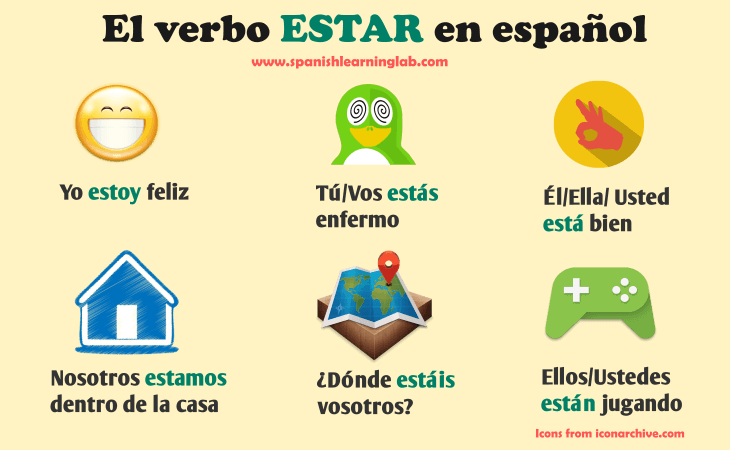 El verbo ESTAR en español
www.spanishlearninglab.com
Yo estoy feliz
Tú/Vos estás
enfermo
Él/Ella/ Usted
está bien
Nosotros estamos
dentro de la casa
¿Dónde estáis
vosotros?
Ellos/Ustedes
están jugando
Icons from iconarchive.com